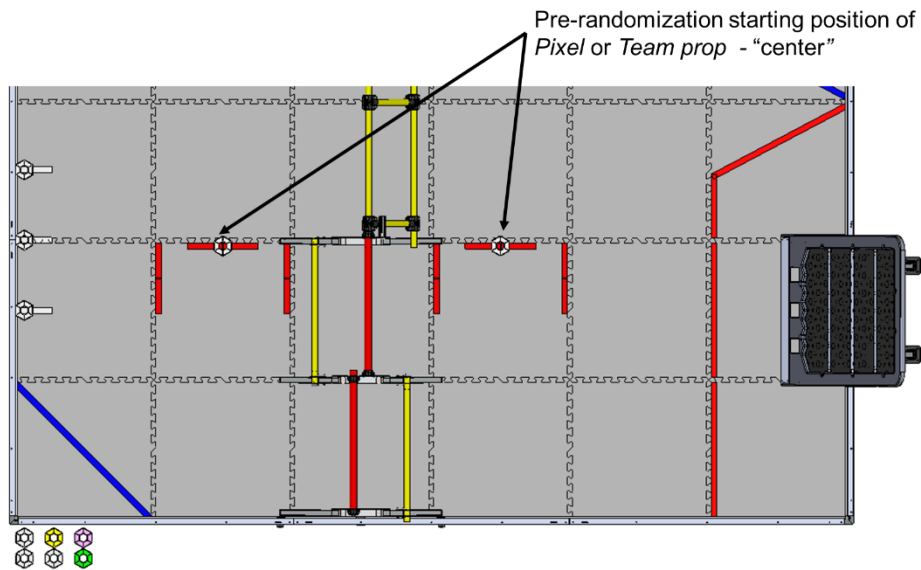 Pre-randomization starting position of
Pixel or Team prop - “center”